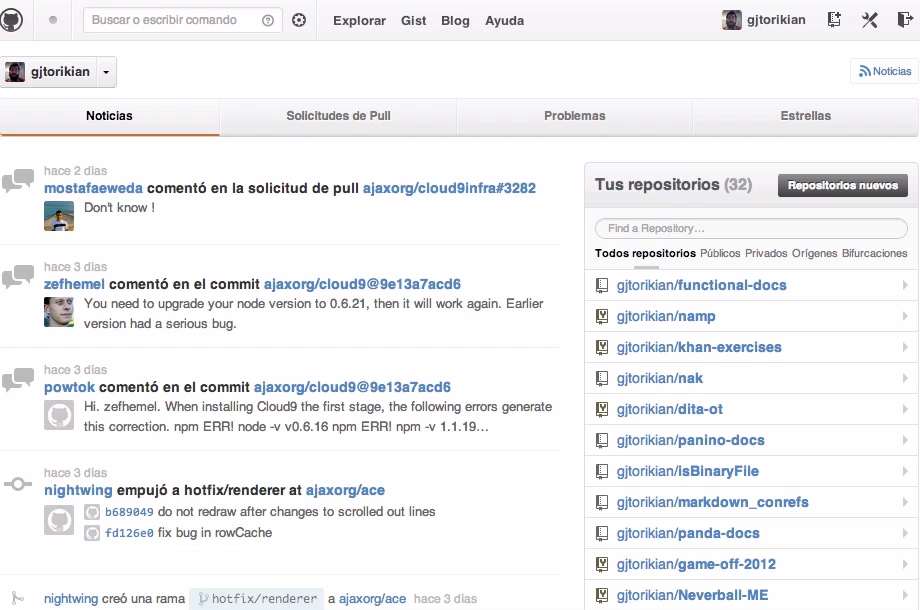 Buscar o escribir comando
Explorar Gist Blog Ayuda
gjtorikian
gjtorikian
Noticias
Noticias Solicitudes de Pull Problemas Estrellas
hace 2 días
mostafaeweda comentó en la solicitud de pull ajaxorg/cloud9infra#3282
Don't know !
hace 3 días
zefhemel comentó en el commit ajaxorg/cloud9@9e13a7acd6
You need to upgrade your node version to 0.6.21, then it will work again. Earlier
version had a serious bug.
hace 3 días
powtok comentó en el commit ajaxorg/cloud9@9e13a7acd6
Hi. zefhemel. When installing Cloud9 the first stage, the following errors generate
this correction. npm ERR! node -v v0.6.16 npm ERR! npm -v 1.1.19...
hace 3 días
nightwing empujó a hotfix/renderer at ajaxorg/ace
b689049 do not redraw after changes to scrolled out lines
fd126e0 fix bug in rowCache
nightwing creó una rama hotfix/renderer a ajaxorg/ace hace 3 días
Tus repositorios (32)
Repositorios nuevos
Find a Repository...
Todos repositorios Públicos Privados Orígenes Bifurcaciones
gjtorikian/functional-docs
gjtorikian/namp
gjtorikian/khan-exercises
gjtorikian/nak
gjtorikian/dita-ot
gjtorikian/panino-docs
gjtorikian/isBinaryFile
gjtorikian/markdown_conrefs
gjtorikian/panda-docs
gjtorikian/game-off-2012
gjtorikian/Neverball-ME